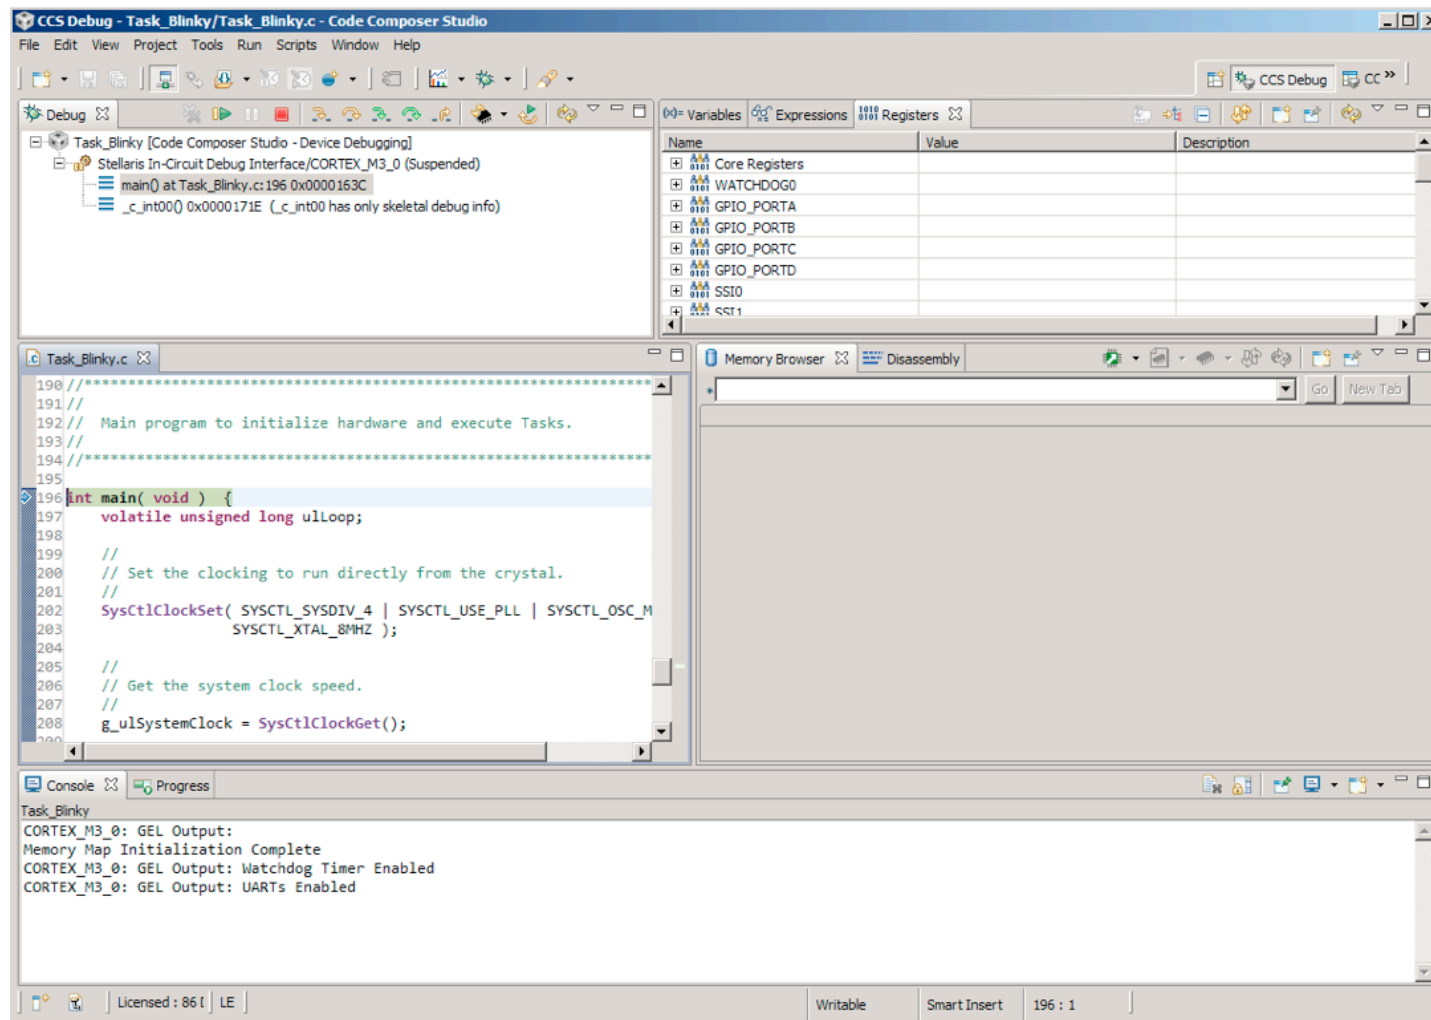 CCS Debug - Task_Blinky/Task_Blinky.c - Code Composer Studio
File Edit View Project Tools Run Scripts Window Help
CCS Debug CC »
Debug
Task_Blinky [Code Composer Studio - Device Debugging]
Stellaris In-Circuit Debug Interface/CORTEX_M3_0 (Suspended)
main() at Task_Blinky.c:196 0x0000163C
_c_int00() 0x0000171E (_c_int00 has only skeletal debug info)
(x)= Variables Expressions Registers
Name Value Description
Core Registers
WATCHDOG0
GPIO_PORTA
GPIO_PORTB
GPIO_PORTC
GPIO_PORTD
SSI0
SSI1
Task_Blinky.c
190 //*****************************************************************
191 //
192 // Main program to initialize hardware and execute Tasks.
193 //
194 //*****************************************************************
195
196 int main( void ) {
197 volatile unsigned long ulLoop;
198
199 //
200 // Set the clocking to run directly from the crystal.
201 //
202 SysCtlClockSet( SYSCTL_SYSDIV_4 | SYSCTL_USE_PLL | SYSCTL_OSC_M
203 SYSCTL_XTAL_8MHZ );
204
205 //
206 // Get the system clock speed.
207 //
208 g_ulSystemClock = SysCtlClockGet();
209
Memory Browser Disassembly
Go New Tab
Console Progress
Task_Blinky
CORTEX_M3_0: GEL Output:
Memory Map Initialization Complete
CORTEX_M3_0: GEL Output: Watchdog Timer Enabled
CORTEX_M3_0: GEL Output: UARTs Enabled
Licensed : 86 LE Writable Smart Insert 196 : 1